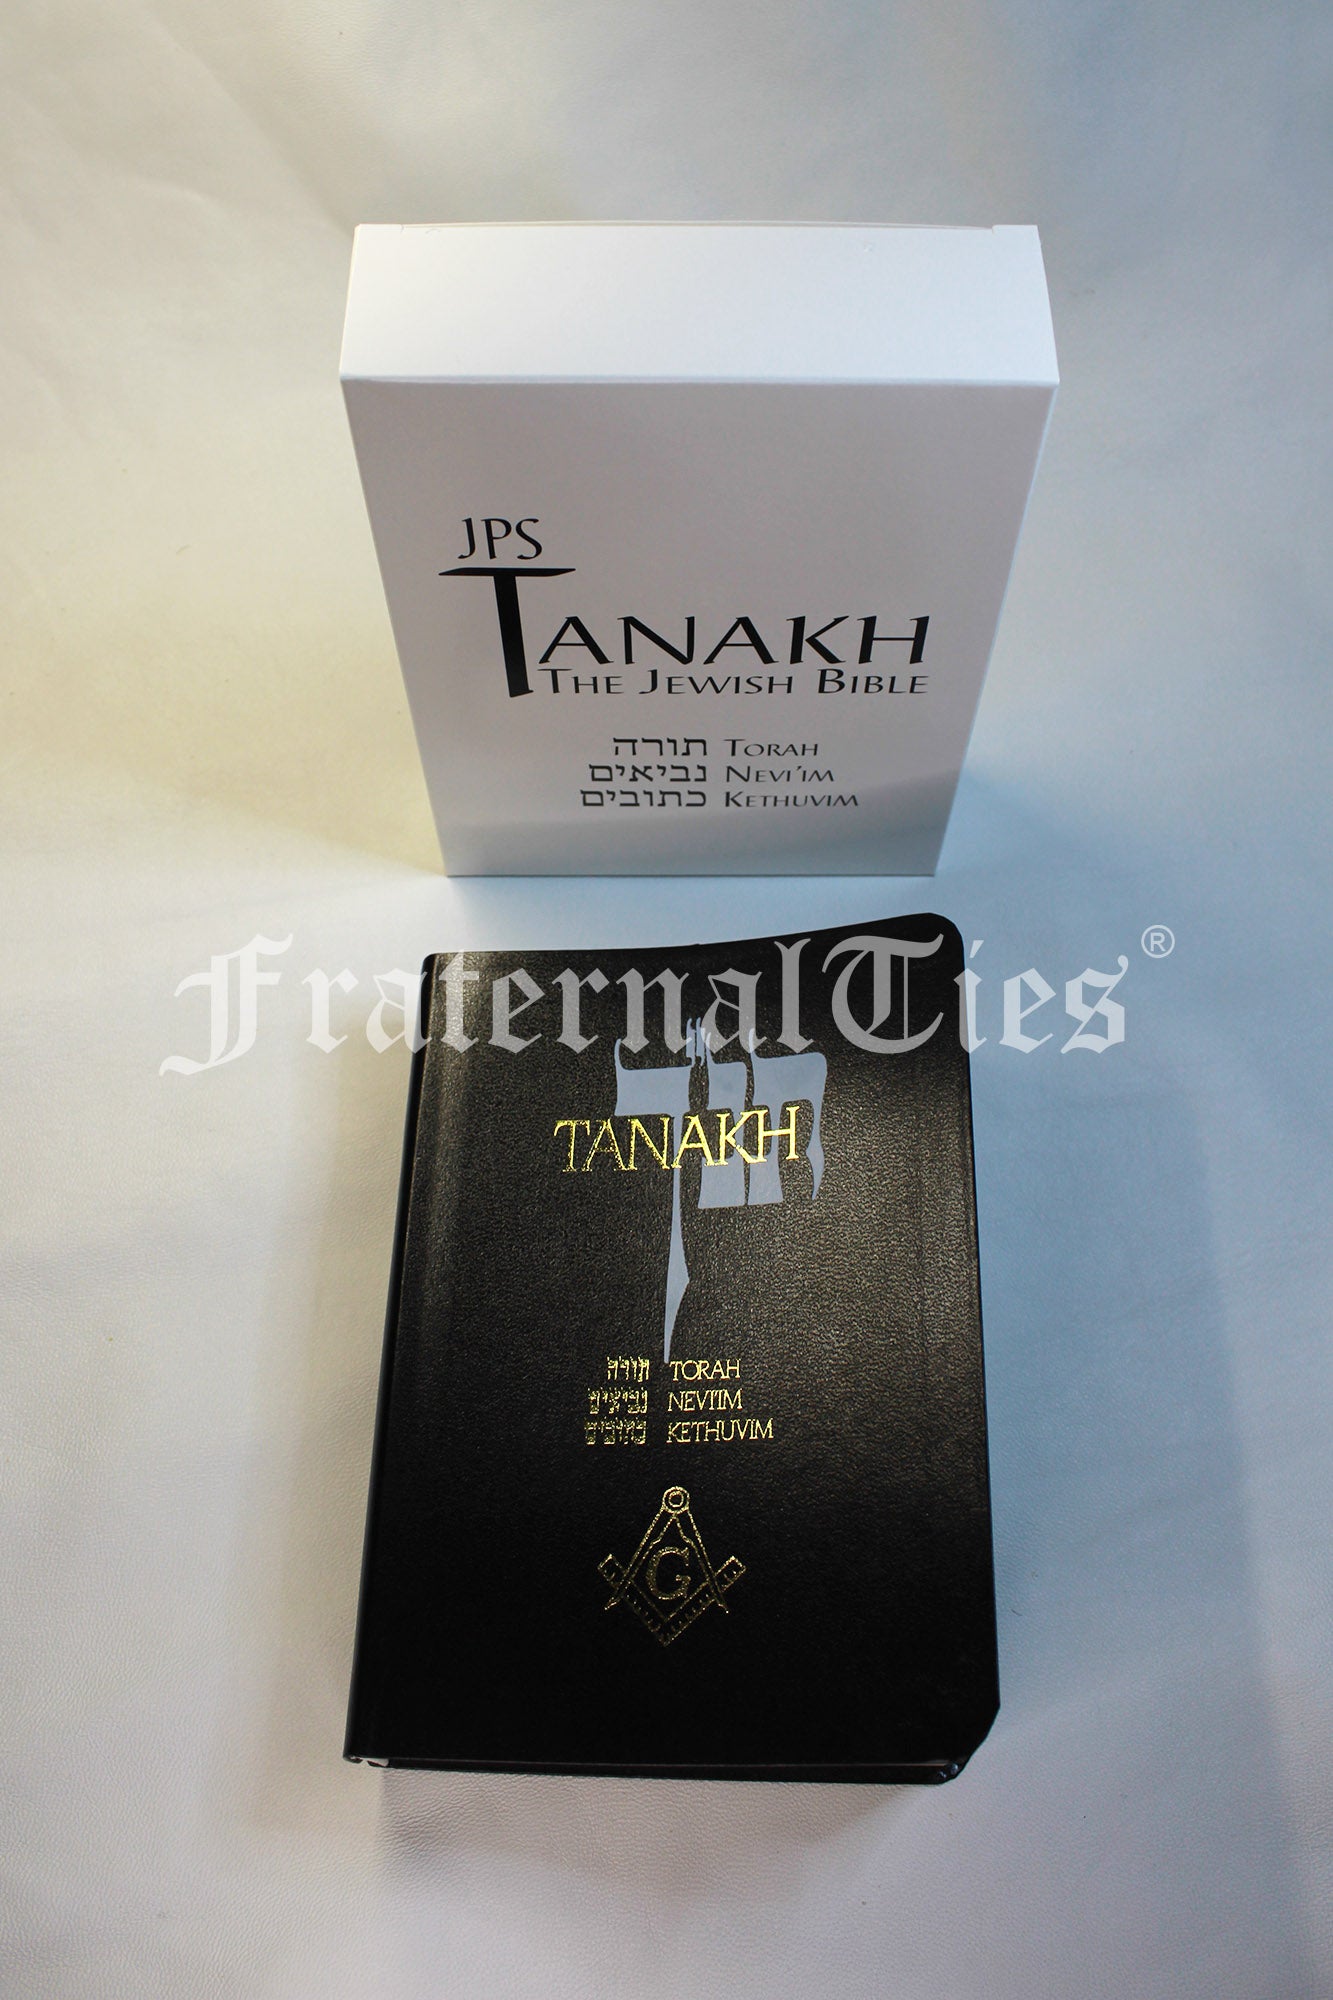 JPS
TANAKH
THE JEWISH BIBLE
תורה TORAH
נביאים NEVI'IM
כתובים KETHUVIM
FraternalTies®
תנ״ך
TANAKH
תורה TORAH
נביאים NEVI'IM
כתובים KETHUVIM
G